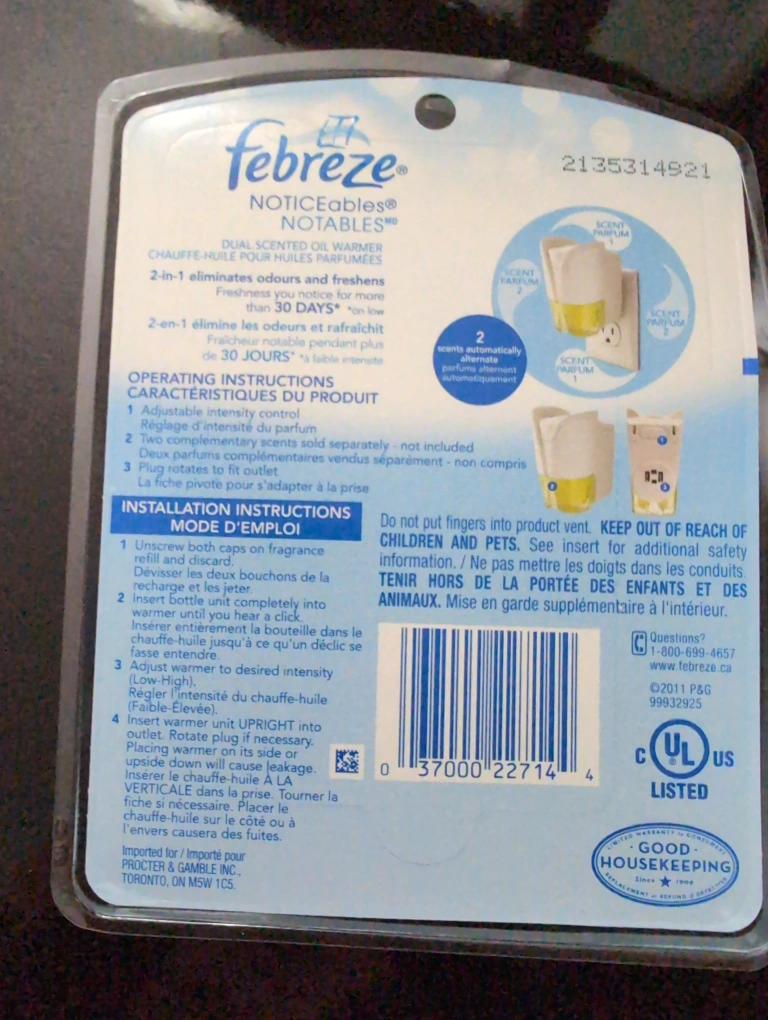 febreze®
NOTICEables®
NOTABLES MD
DUAL SCENTED OIL WARMER
CHAUFFE-HUILE POUR HUILES PARFUMÉES
2-in-1 eliminates odours and freshens
Freshness you notice for more
than 30 DAYS* *on low
2-en-1 élimine les odeurs et rafraîchit
Fraîcheur notable pendant plus
de 30 JOURS* *à faible intensité
2135314921
SCENT
PARFUM
1
SCENT
PARFUM
2
SCENT
PARFUM
2
SCENT
PARFUM
1
2
scents automatically
alternate
parfums alternent
automatiquement
OPERATING INSTRUCTIONS
CARACTÉRISTIQUES DU PRODUIT
1 Adjustable intensity control
Réglage d'intensité du parfum
2 Two complementary scents sold separately - not included
Deux parfums complémentaires vendus séparément - non compris
3 Plug rotates to fit outlet
La fiche pivote pour s'adapter à la prise
1
2
3
INSTALLATION INSTRUCTIONS
MODE D'EMPLOI
1 Unscrew both caps on fragrance
refill and discard.
Dévisser les deux bouchons de la
recharge et les jeter.
2 Insert bottle unit completely into
warmer until you hear a click.
Insérer entièrement la bouteille dans le
chauffe-huile jusqu'à ce qu'un déclic se
fasse entendre.
3 Adjust warmer to desired intensity
(Low-High).
Régler l'intensité du chauffe-huile
(Faible-Élevée).
4 Insert warmer unit UPRIGHT into
outlet. Rotate plug if necessary.
Placing warmer on its side or
upside down will cause leakage.
Insérer le chauffe-huile À LA
VERTICALE dans la prise. Tourner la
fiche si nécessaire. Placer le
chauffe-huile sur le côté ou à
l'envers causera des fuites.
Imported for / Importé pour
PROCTER & GAMBLE INC.,
TORONTO, ON M5W 1C5.
Do not put fingers into product vent. KEEP OUT OF REACH OF
CHILDREN AND PETS. See insert for additional safety
information. / Ne pas mettre les doigts dans les conduits.
TENIR HORS DE LA PORTÉE DES ENFANTS ET DES
ANIMAUX. Mise en garde supplémentaire à l'intérieur.
0 37000 22714 4
Questions?
1-800-699-4657
www.febreze.ca
©2011 P&G
99932925
C UL® US
LISTED
LIMITED WARRANTY to CONSUMERS
· GOOD ·
HOUSEKEEPING
Since ★ 1909
REPLACEMENT or REFUND if DEFECTIVE